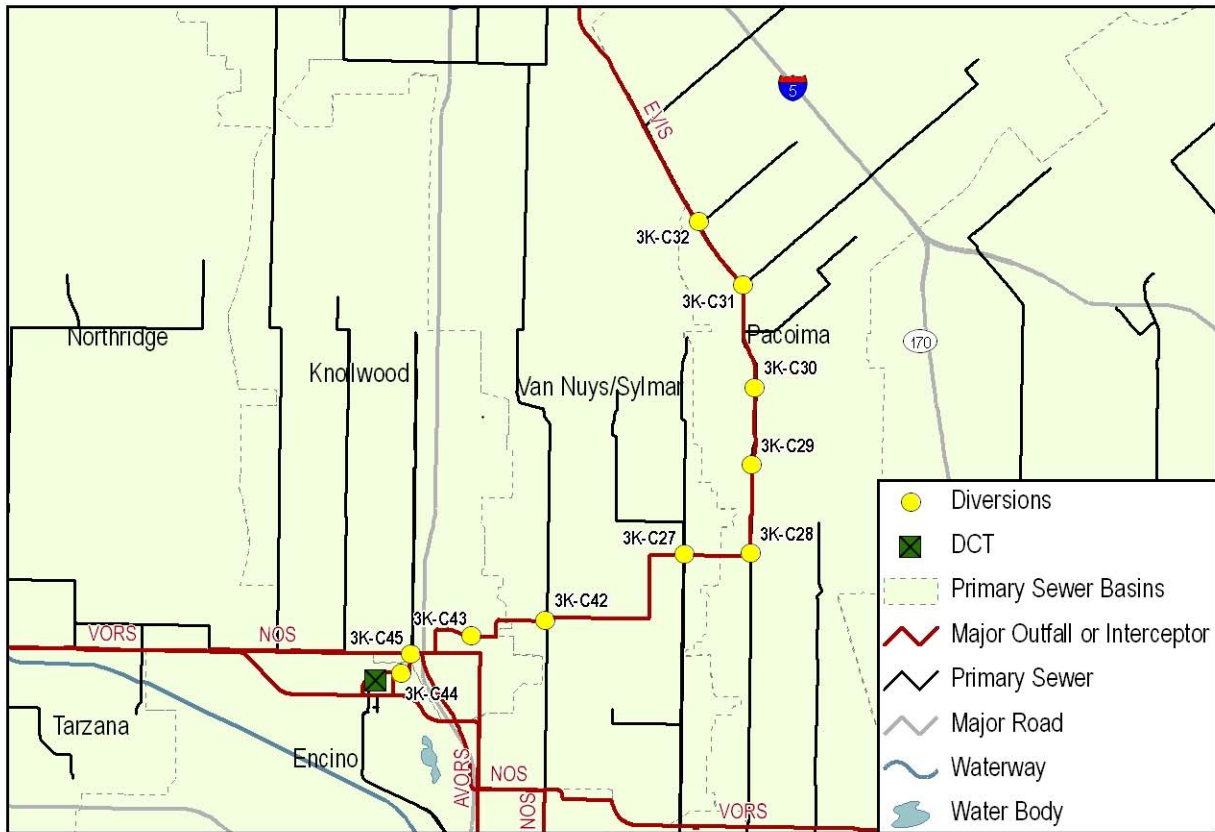 5
EVIS
3K-C32
3K-C31
170
Northridge
Pacoima
Knollwood
Van Nuys/Sylmar
3K-C30
3K-C29
3K-C27
3K-C28
3K-C42
3K-C43
3K-C45
VORS
NOS
3K-C44
Tarzana
Encino
AVORS
NOS
NOS
VORS
Diversions
DCT
Primary Sewer Basins
Major Outfall or Interceptor
Primary Sewer
Major Road
Waterway
Water Body